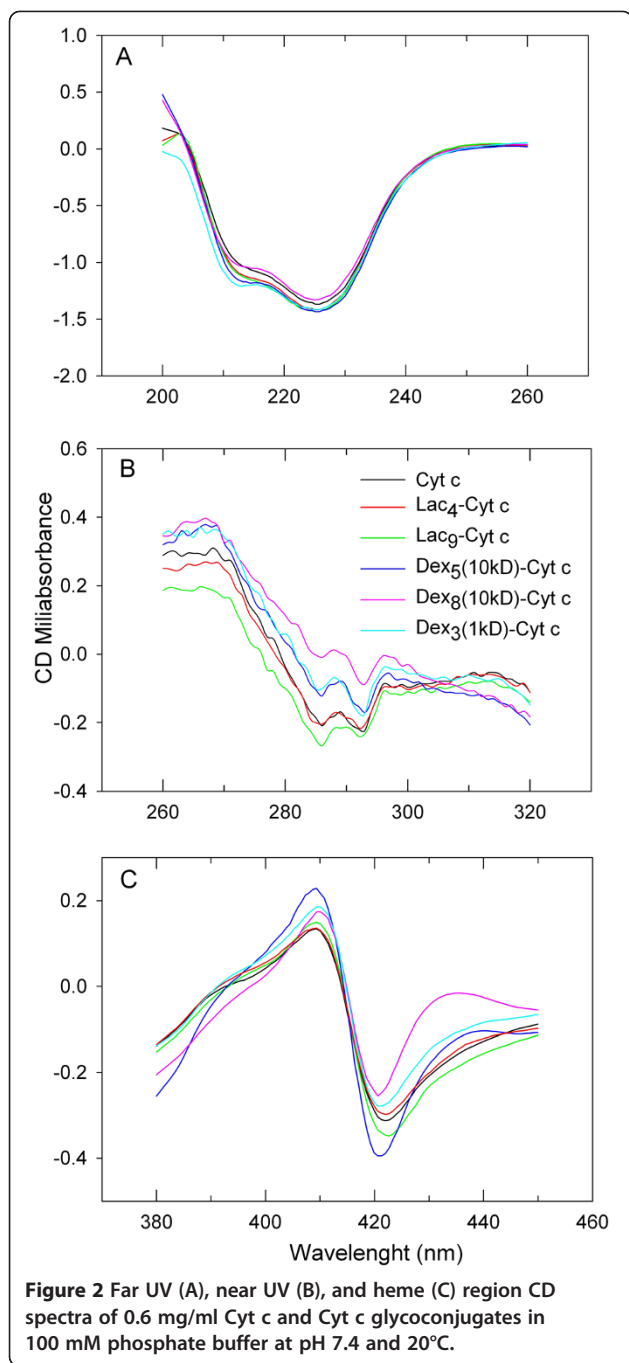 A
1.0
0.5
0.0
-0.5
-1.0
-1.5
-2.0
200 220 240 260
B
0.6
0.4
0.2
0.0
-0.2
-0.4
CD Miliabsorbance
Cyt c
Lac4-Cyt c
Lac9-Cyt c
Dex5(10kD)-Cyt c
Dex8(10kD)-Cyt c
Dex3(1kD)-Cyt c
260 280 300 320
C
0.2
0.0
-0.2
-0.4
380 400 420 440 460
Wavelenght (nm)
Figure 2 Far UV (A), near UV (B), and heme (C) region CD
spectra of 0.6 mg/ml Cyt c and Cyt c glycoconjugates in
100 mM phosphate buffer at pH 7.4 and 20°C.